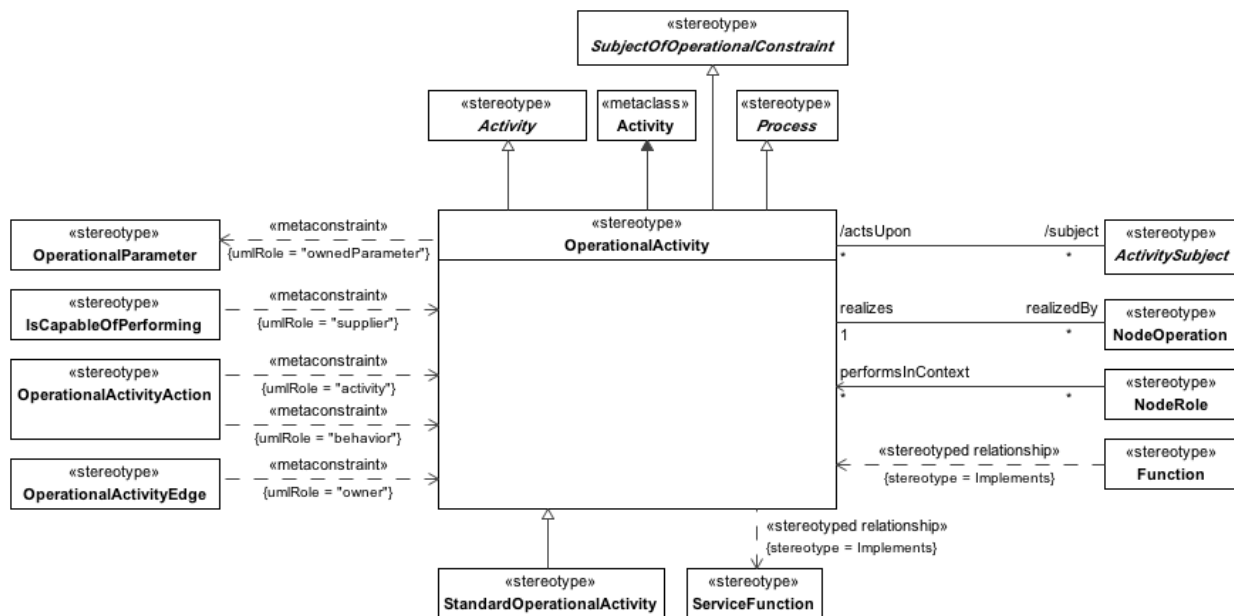 «stereotype»
SubjectOfOperationalConstraint
«stereotype»
Activity
«metaclass»
Activity
«stereotype»
Process
«stereotype»
OperationalActivity
«stereotype»
OperationalParameter
«metaconstraint»
{umlRole = "ownedParameter"}
«stereotype»
IsCapableOfPerforming
«metaconstraint»
{umlRole = "supplier"}
«stereotype»
OperationalActivityAction
«metaconstraint»
{umlRole = "activity"}
«metaconstraint»
{umlRole = "behavior"}
«stereotype»
OperationalActivityEdge
«metaconstraint»
{umlRole = "owner"}
/actsUpon
/subject
*
*
«stereotype»
ActivitySubject
realizes
realizedBy
1
*
«stereotype»
NodeOperation
performsInContext
*
*
«stereotype»
NodeRole
«stereotyped relationship»
{stereotype = Implements}
«stereotype»
Function
«stereotyped relationship»
{stereotype = Implements}
«stereotype»
StandardOperationalActivity
«stereotype»
ServiceFunction